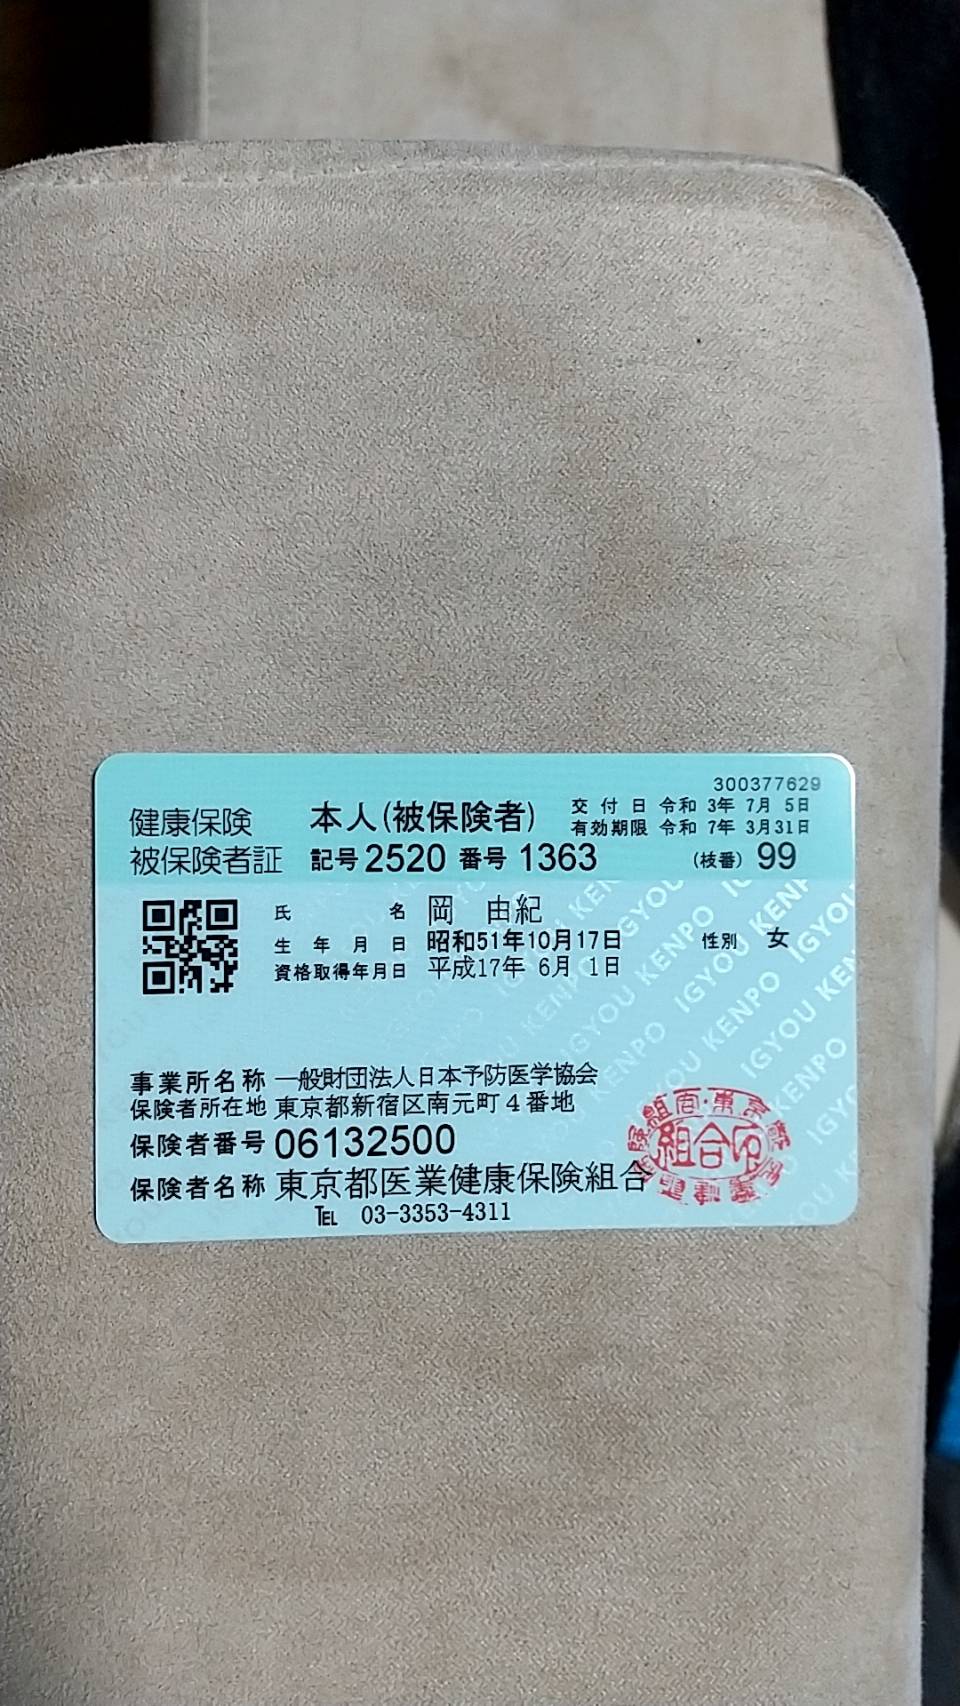 300377629
健康保険 本人(被保険者) 交付日 令和 3年 7月 5日
有効期限 令和 7年 3月31日
被保険者証 記号 2520 番号 1363 (枝番) 99
氏名 岡 由紀
生年月日 昭和51年10月17日 性別 女
資格取得年月日 平成17年 6月 1日
事業所名称 一般財団法人日本予防医学協会
保険者所在地 東京都新宿区南元町4番地
保険者番号 06132500
保険者名称 東京都医業健康保険組合
℡ 03-3353-4311
IGYOU KENPO